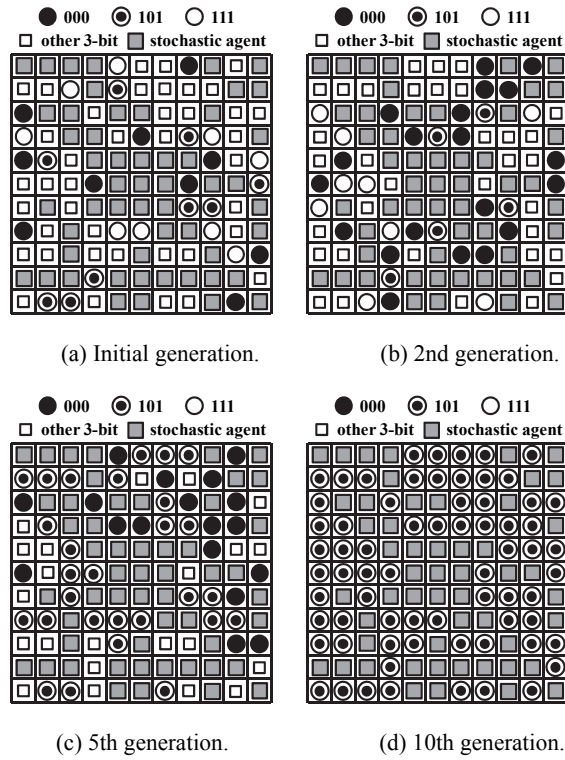 000 101 111
other 3-bit stochastic agent
000 101 111
other 3-bit stochastic agent
(a) Initial generation.
(b) 2nd generation.
000 101 111
other 3-bit stochastic agent
000 101 111
other 3-bit stochastic agent
(c) 5th generation.
(d) 10th generation.